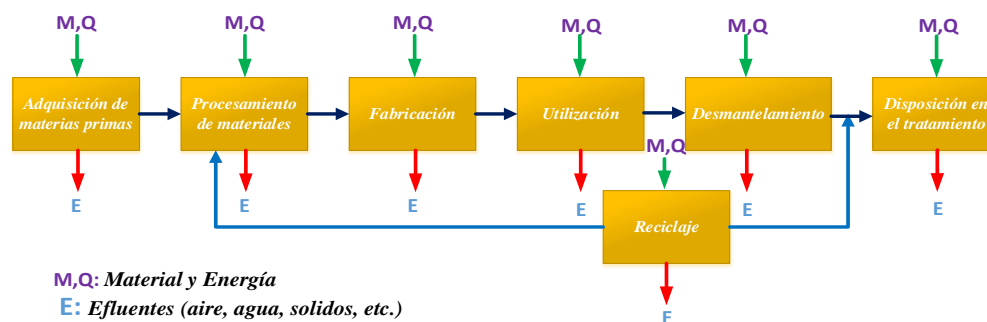 M,Q
M,Q
M,Q
M,Q
M,Q
M,Q
Adquisición de
materias primas
Procesamiento
de materiales
Fabricación
Utilización
Desmantelamiento
Disposición en
el tratamiento
M,Q
E
E
E
E
E
E
Reciclaje
M,Q: Material y Energía
E: Efluentes (aire, agua, solidos, etc.)
E